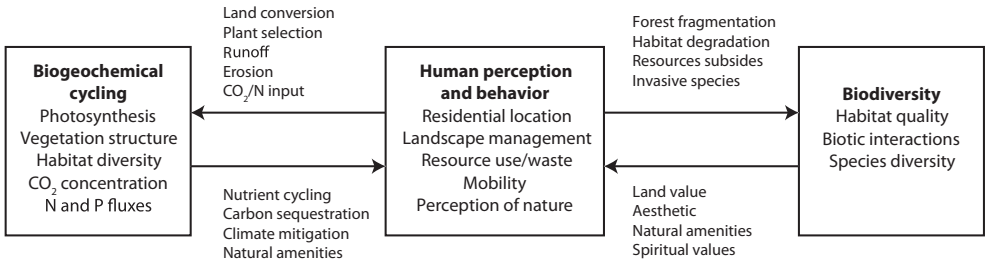 Land conversion
Plant selection
Runoff
Erosion
CO₂/N input
Forest fragmentation
Habitat degradation
Resources subsides
Invasive species
Biogeochemical
cycling
Photosynthesis
Vegetation structure
Habitat diversity
CO₂ concentration
N and P fluxes
Human perception
and behavior
Residential location
Landscape management
Resource use/waste
Mobility
Perception of nature
Biodiversity
Habitat quality
Biotic interactions
Species diversity
Nutrient cycling
Carbon sequestration
Climate mitigation
Natural amenities
Land value
Aesthetic
Natural amenities
Spiritual values